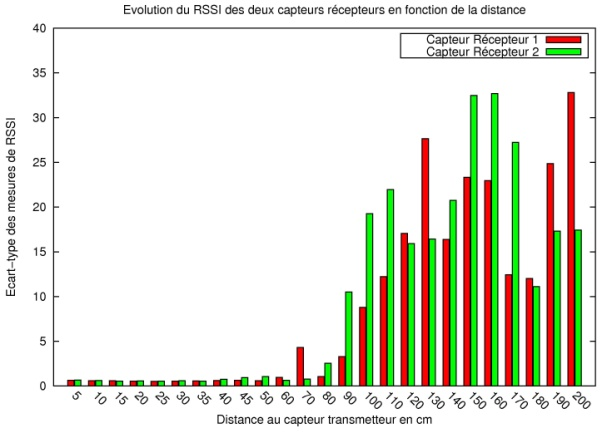 Evolution du RSSI des deux capteurs récepteurs en fonction de la distance
Capteur Récepteur 1
Capteur Récepteur 2
Ecart-type des mesures de RSSI
40
35
30
25
20
15
10
5
0
5 10 15 20 25 30 35 40 45 50 60 70 80 90 100 110 120 130 140 150 160 170 180 190 200
Distance au capteur transmetteur en cm